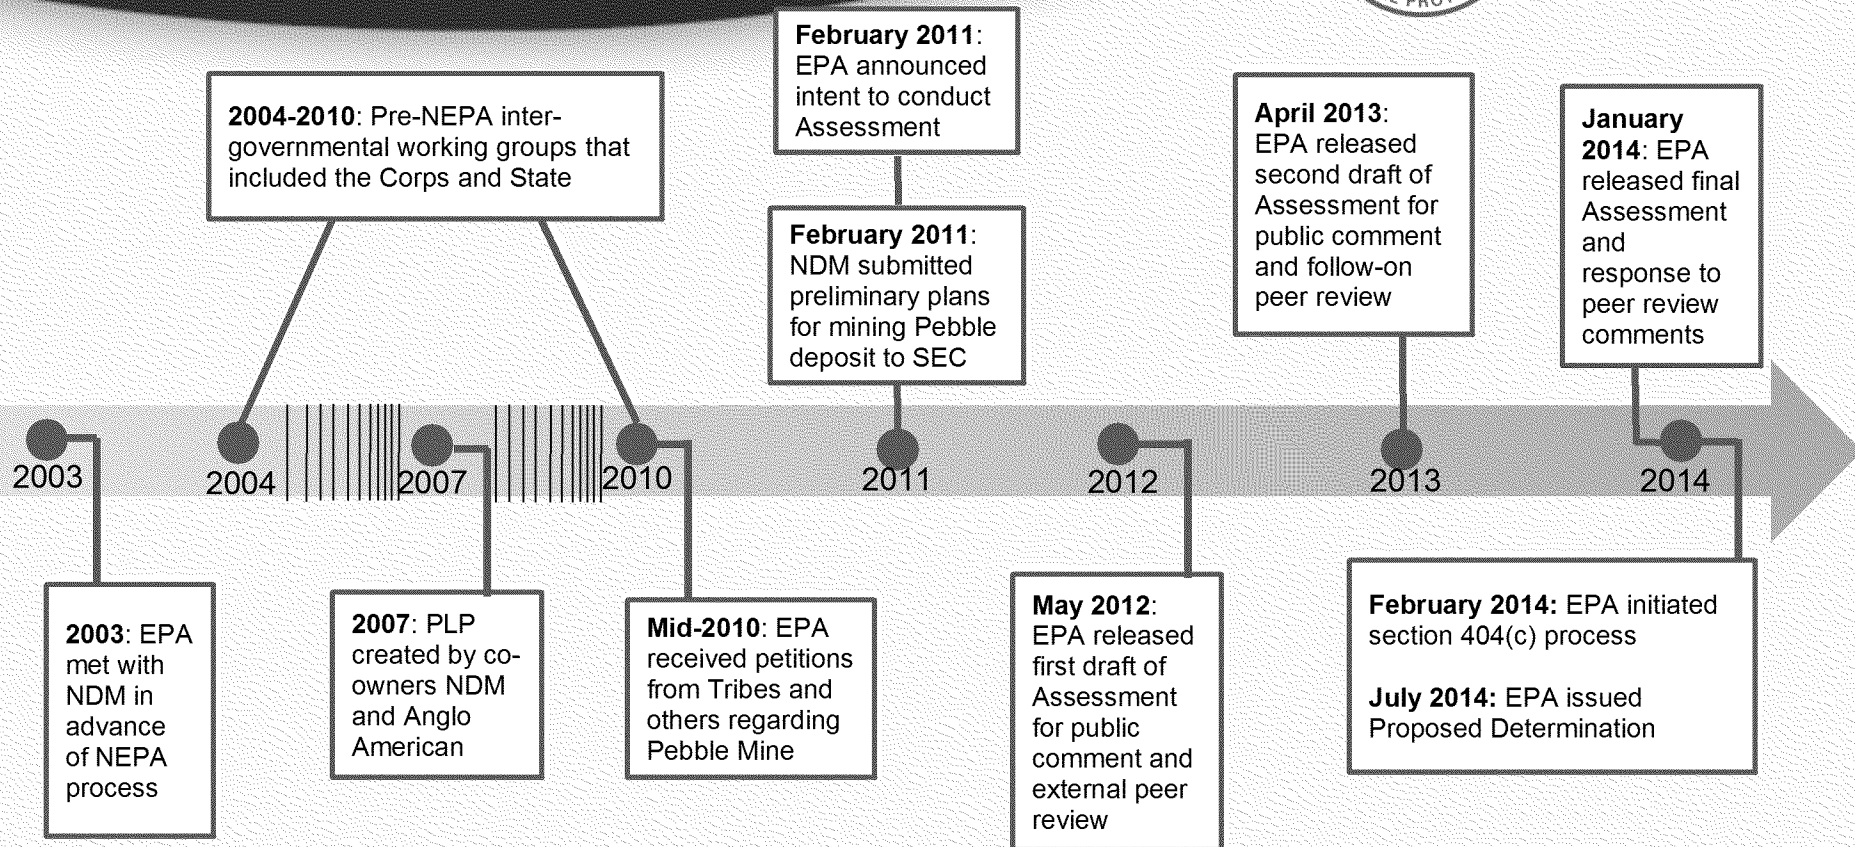 February 2011:
EPA announced
intent to conduct
Assessment
2004-2010: Pre-NEPA inter-
governmental working groups that
included the Corps and State
February 2011:
NDM submitted
preliminary plans
for mining Pebble
deposit to SEC
April 2013:
EPA released
second draft of
Assessment for
public comment
and follow-on
peer review
January
2014: EPA
released final
Assessment
and
response to
peer review
comments
2003
2004
2007
2010
2011
2012
2013
2014
2003: EPA
met with
NDM in
advance
of NEPA
process
2007: PLP
created by co-
owners NDM
and Anglo
American
Mid-2010: EPA
received petitions
from Tribes and
others regarding
Pebble Mine
May 2012:
EPA released
first draft of
Assessment
for public
comment and
external peer
review
February 2014: EPA initiated
section 404(c) process
July 2014: EPA issued
Proposed Determination